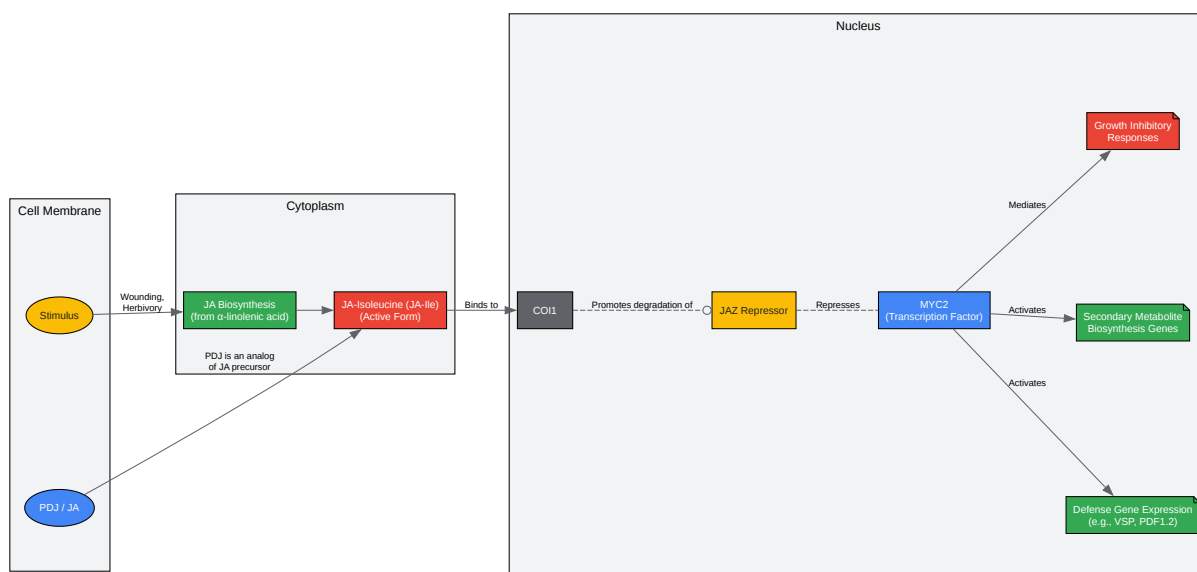 Nucleus
Growth Inhibitory
Responses
Cell Membrane
Cytoplasm
Mediates
Wounding,
Herbivory
Stimulus
JA Biosynthesis
(from α-linolenic acid)
JA-Isoleucine (JA-Ile)
(Active Form)
Binds to
COI1
Promotes degradation of
JAZ Repressor
Represses
MYC2
(Transcription Factor)
Activates
Secondary Metabolite
Biosynthesis Genes
PDJ is an analog
of JA precursor
Activates
PDJ / JA
Defense Gene Expression
(e.g., VSP, PDF1.2)